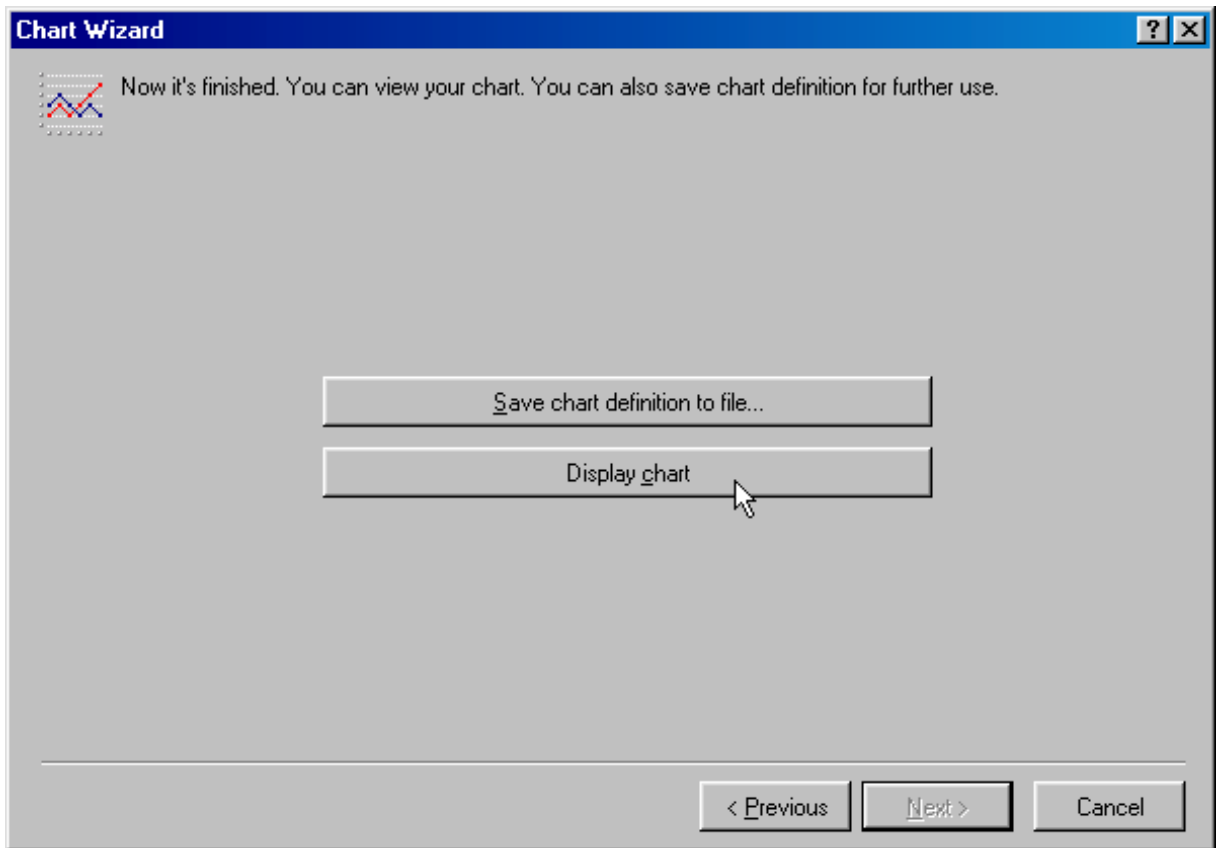 Chart Wizard
Now it's finished. You can view your chart. You can also save chart definition for further use.
Save chart definition to file...
Display chart
< Previous Next > Cancel